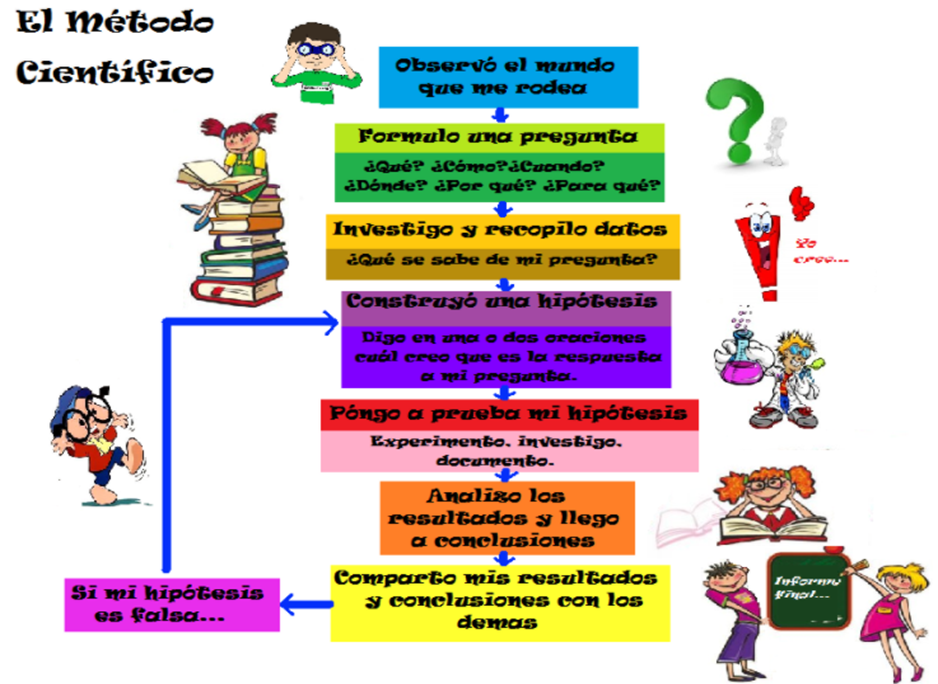 El Método
Científico
Observó el mundo
que me rodea
Formulo una pregunta
¿Qué? ¿Cómo?¿Cuando?
¿Dónde? ¿Por qué? ¿Para qué?
Investigo y recopilo datos
¿Qué se sabe de mi pregunta?
Yo
cree...
Construyó una hipótesis
Digo en una o dos oraciones
cuál creo que es la respuesta
a mi pregunta.
Póngo a prueba mi hipótesis
Experimento, investigo,
documento.
Analizo los
resultados y llego
a conclusiones
Comparto mis resultados
y conclusiones con los
demas
Si mi hipótesis
es falsa...
Informe
final...